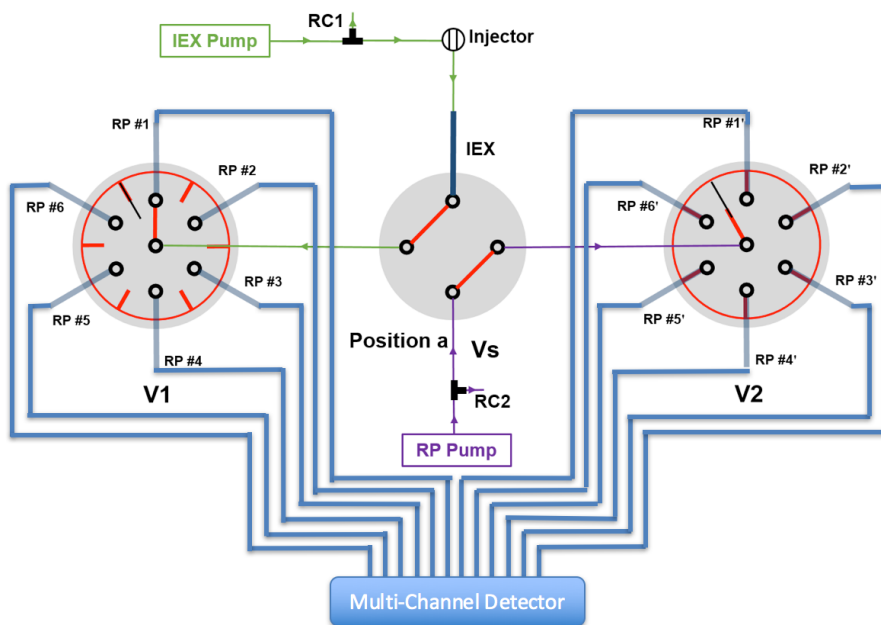 RC1
IEX Pump
Injector
RP #1
RP #1'
IEX
RP #2
RP #2'
RP #6
RP #6'
RP #3
RP #3'
RP #5
RP #5'
Position a
Vs
RP #4
RP #4'
V1
V2
RC2
RP Pump
Multi-Channel Detector